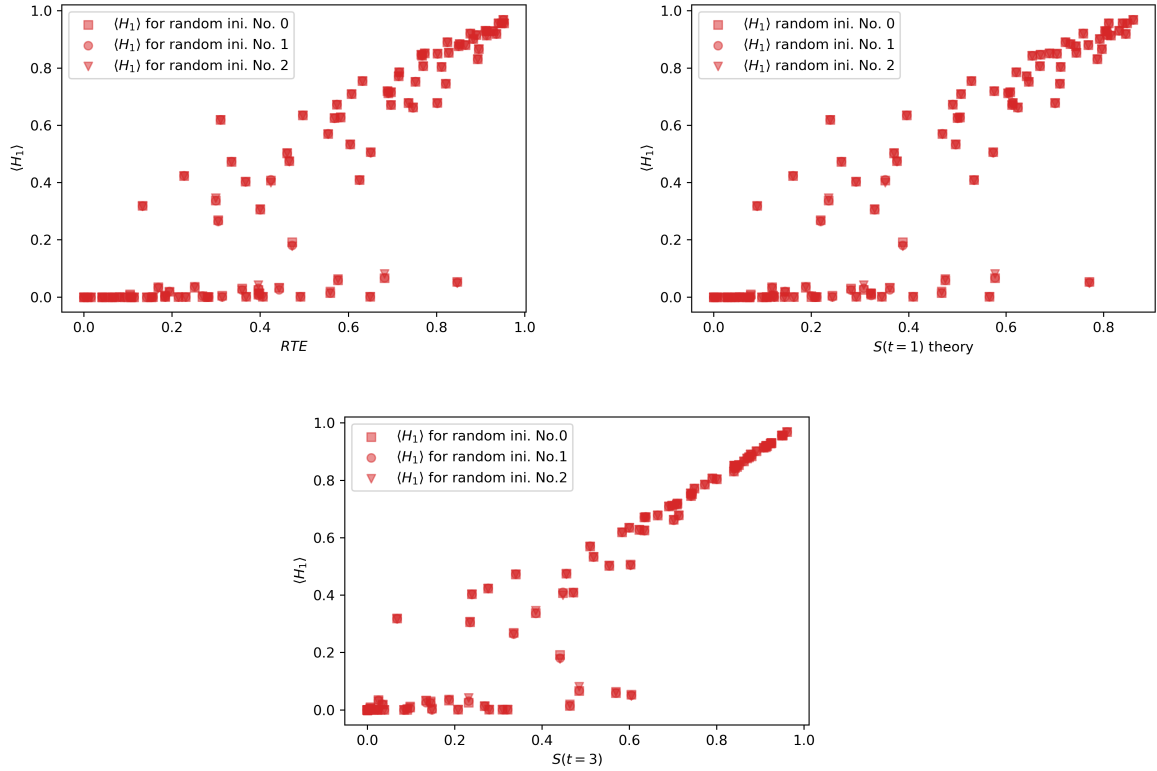 ⟨H₁⟩ for random ini. No. 0
⟨H₁⟩ for random ini. No. 1
⟨H₁⟩ for random ini. No. 2
1.0
0.8
0.6
0.4
0.2
0.0
⟨H₁⟩
0.0 0.2 0.4 0.6 0.8 1.0
RTE
⟨H₁⟩ random ini. No. 0
⟨H₁⟩ random ini. No. 1
⟨H₁⟩ random ini. No. 2
1.0
0.8
0.6
0.4
0.2
0.0
⟨H₁⟩
0.0 0.2 0.4 0.6 0.8
S(t = 1) theory
⟨H₁⟩ for random ini. No.0
⟨H₁⟩ for random ini. No.1
⟨H₁⟩ for random ini. No.2
1.0
0.8
0.6
0.4
0.2
0.0
⟨H₁⟩
0.0 0.2 0.4 0.6 0.8 1.0
S(t = 3)